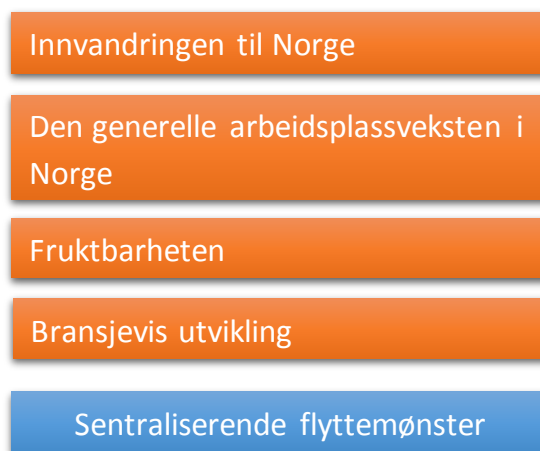 Innvandringen til Norge
Den generelle arbeidsplassveksten i
Norge
Fruktbarheten
Bransjevis utvikling
Sentraliserende flyttemønster